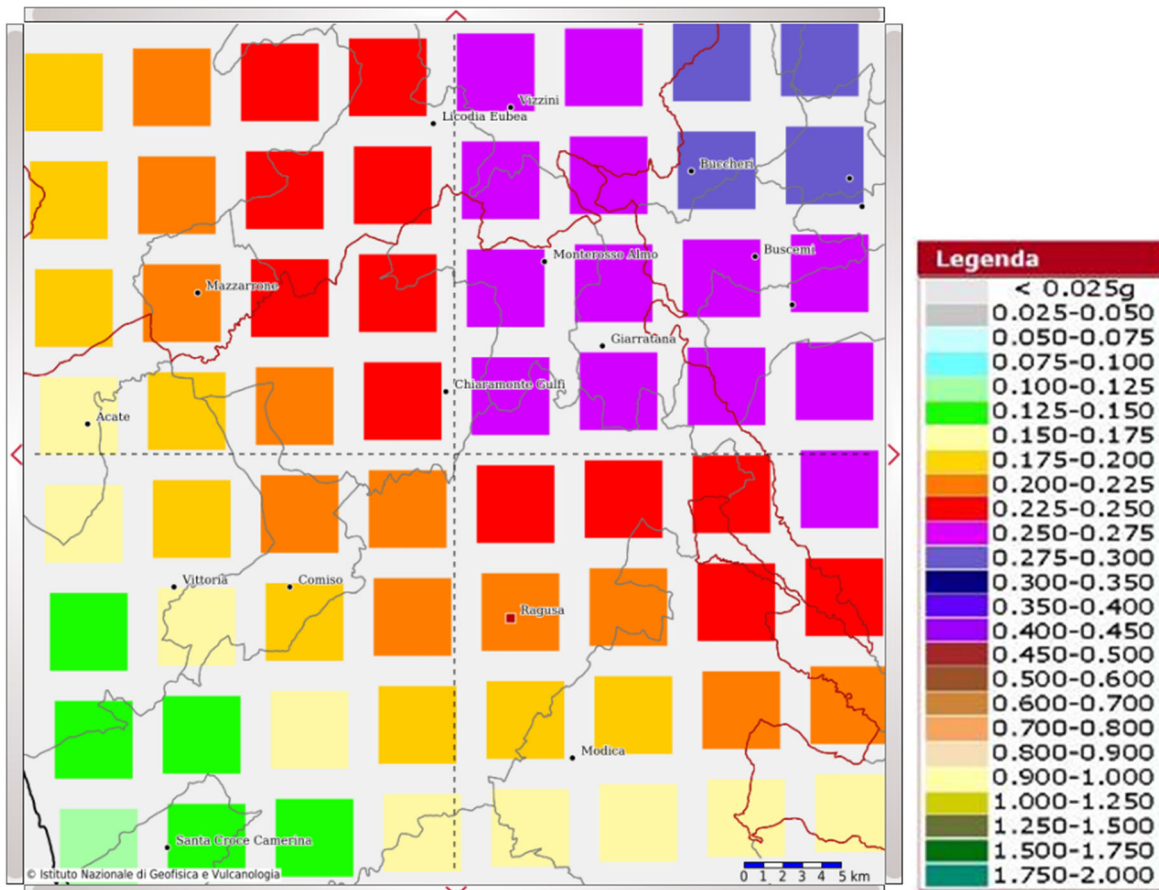 Vizzini
Licodia Eubea
Buccheri
Monterosso Almo
Buscemi
Mazzarrone
Giarratana
Chiaramonte Gulfi
Acate
Vittoria
Comiso
Ragusa
Modica
Santa Croce Camerina
© Istituto Nazionale di Geofisica e Vulcanologia
0 1 2 3 4 5 km
Legenda
< 0.025g
0.025-0.050
0.050-0.075
0.075-0.100
0.100-0.125
0.125-0.150
0.150-0.175
0.175-0.200
0.200-0.225
0.225-0.250
0.250-0.275
0.275-0.300
0.300-0.350
0.350-0.400
0.400-0.450
0.450-0.500
0.500-0.600
0.600-0.700
0.700-0.800
0.800-0.900
0.900-1.000
1.000-1.250
1.250-1.500
1.500-1.750
1.750-2.000